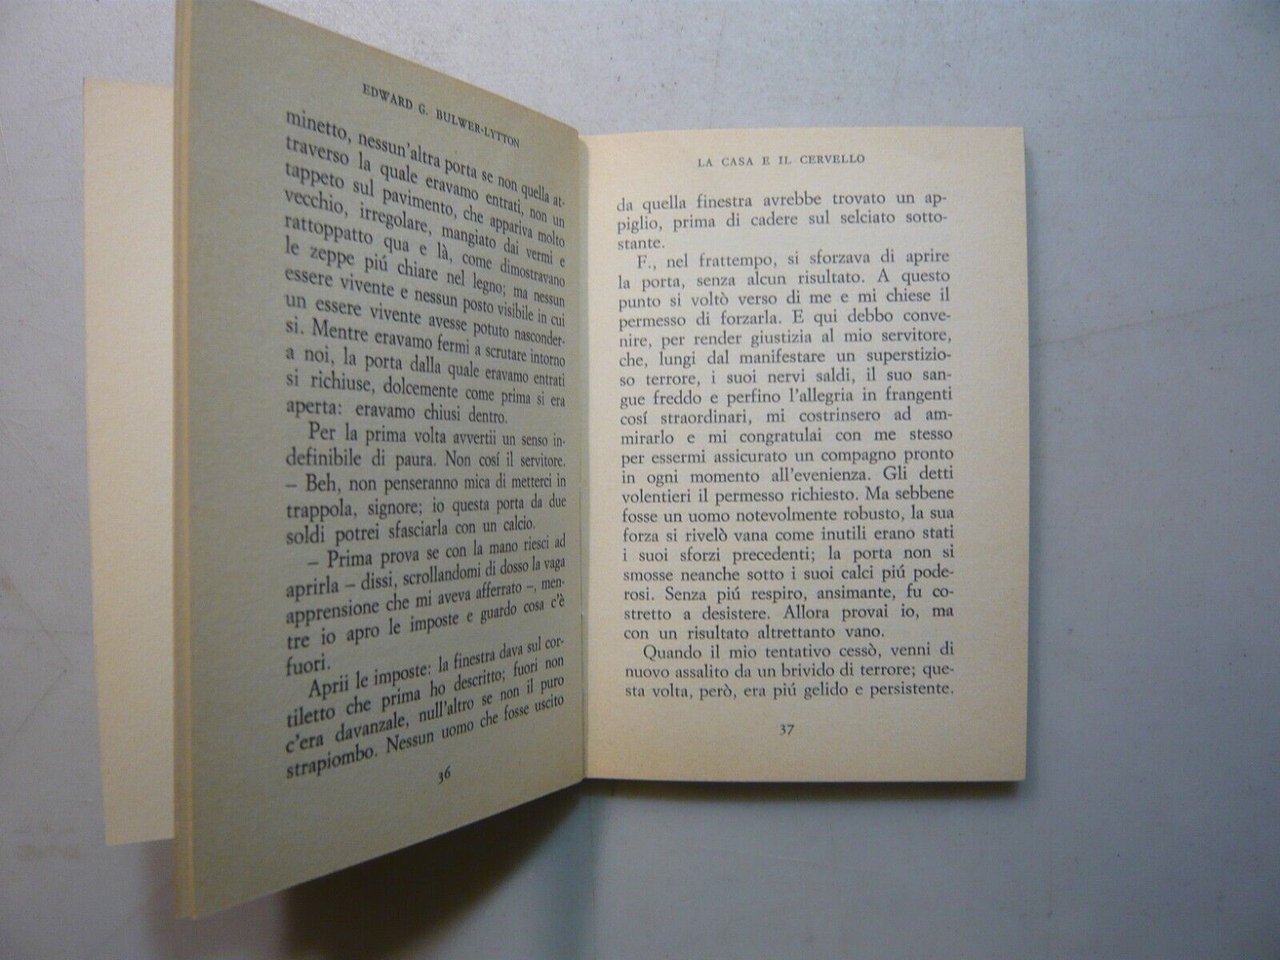 EDWARD G. BULWER-LYTTON
minetto, nessun'altra porta se non quella at-
traverso la quale eravamo entrati, non un
tappeto sul pavimento, che appariva molto
vecchio, irregolare, mangiato dai vermi e
rattoppatto qua e là, come dimostravano
le zeppe piú chiare nel legno; ma nessun
essere vivente e nessun posto visibile in cui
un essere vivente avesse potuto nasconder-
si. Mentre eravamo fermi a scrutare intorno
a noi, la porta dalla quale eravamo entrati
si richiuse, dolcemente come prima si era
aperta: eravamo chiusi dentro.
Per la prima volta avvertii un senso in-
definibile di paura. Non cosí il servitore.
– Beh, non penseranno mica di metterci in
trappola, signore; io questa porta da due
soldi potrei sfasciarla con un calcio.
– Prima prova se con la mano riesci ad
aprirla – dissi, scrollandomi di dosso la vaga
apprensione che mi aveva afferrato –, men-
tre io apro le imposte e guardo cosa c'è
fuori.
Aprii le imposte: la finestra dava sul cor-
tiletto che prima ho descritto; fuori non
c'era davanzale, null'altro se non il puro
strapiombo. Nessun uomo che fosse uscito
36
LA CASA E IL CERVELLO
da quella finestra avrebbe trovato un ap-
piglio, prima di cadere sul selciato sotto-
stante.
F., nel frattempo, si sforzava di aprire
la porta, senza alcun risultato. A questo
punto si voltò verso di me e mi chiese il
permesso di forzarla. E qui debbo conve-
nire, per render giustizia al mio servitore,
che, lungi dal manifestare un superstizio-
so terrore, i suoi nervi saldi, il suo san-
gue freddo e perfino l'allegria in frangenti
cosí straordinari, mi costrinsero ad am-
mirarlo e mi congratulai con me stesso
per essermi assicurato un compagno pronto
in ogni momento all'evenienza. Gli detti
volentieri il permesso richiesto. Ma sebbene
fosse un uomo notevolmente robusto, la sua
forza si rivelò vana come inutili erano stati
i suoi sforzi precedenti; la porta non si
smosse neanche sotto i suoi calci piú pode-
rosi. Senza piú respiro, ansimante, fu co-
stretto a desistere. Allora provai io, ma
con un risultato altrettanto vano.
Quando il mio tentativo cessò, venni di
nuovo assalito da un brivido di terrore; que-
sta volta, però, era piú gelido e persistente.
37